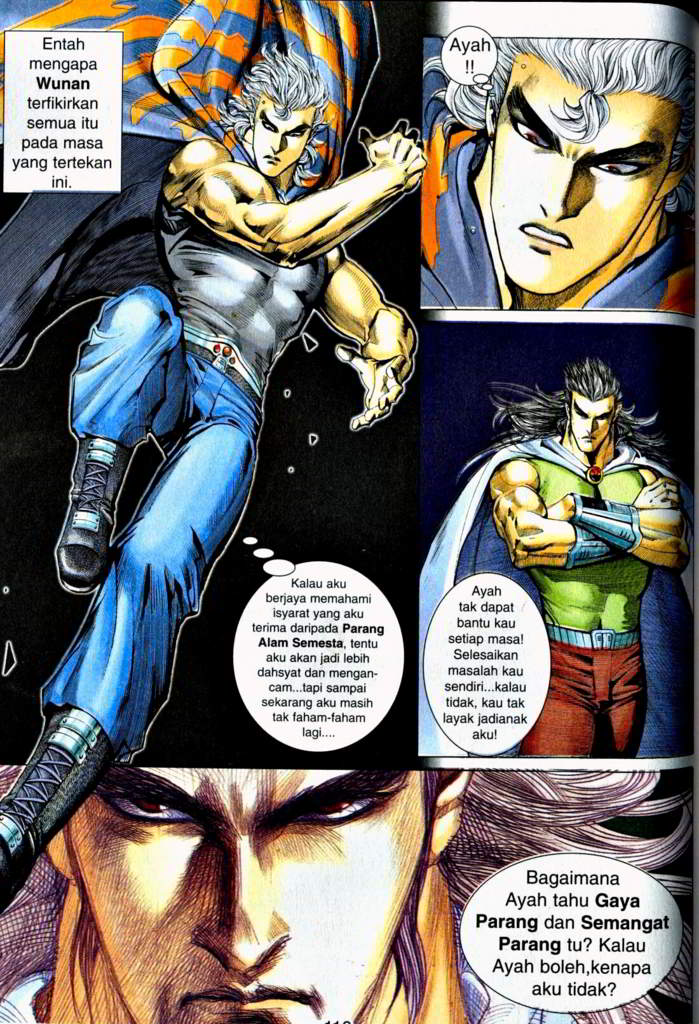 Entah
mengapa
Wunan
terfikirkan
semua itu
pada masa
yang tertekan
ini.
Ayah
!!
Kalau aku
berjaya memahami
isyarat yang aku
terima daripada Parang
Alam Semesta, tentu
aku akan jadi lebih
dahsyat dan mengan-
cam...tapi sampai
sekarang aku masih
tak faham-faham
lagi....
Ayah
tak dapat
bantu kau
setiap masa!
Selesaikan
masalah kau
sendiri...kalau
tidak, kau tak
layak jadianak
aku!
Bagaimana
Ayah tahu Gaya
Parang dan Semangat
Parang tu? Kalau
Ayah boleh,kenapa
aku tidak?